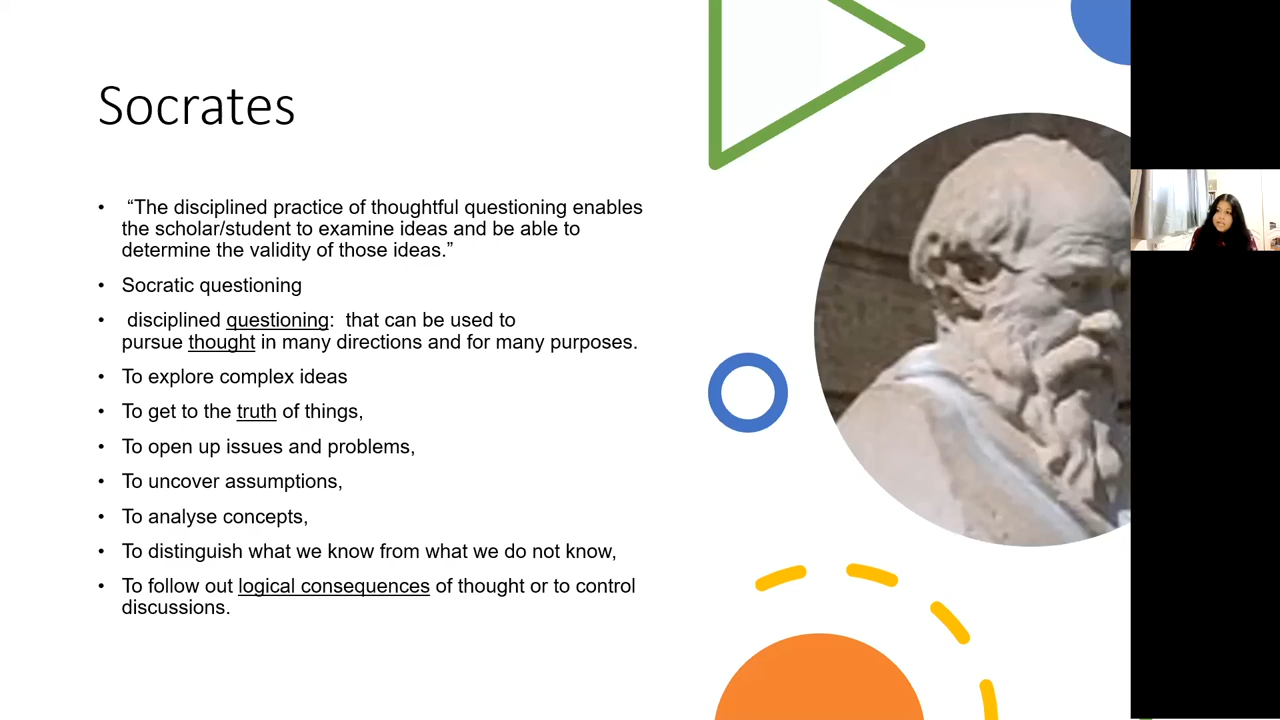 Socrates
• “The disciplined practice of thoughtful questioning enables
the scholar/student to examine ideas and be able to
determine the validity of those ideas.”
• Socratic questioning
• disciplined questioning:  that can be used to
pursue thought in many directions and for many purposes.
• To explore complex ideas
• To get to the truth of things,
• To open up issues and problems,
• To uncover assumptions,
• To analyse concepts,
• To distinguish what we know from what we do not know,
• To follow out logical consequences of thought or to control
discussions.